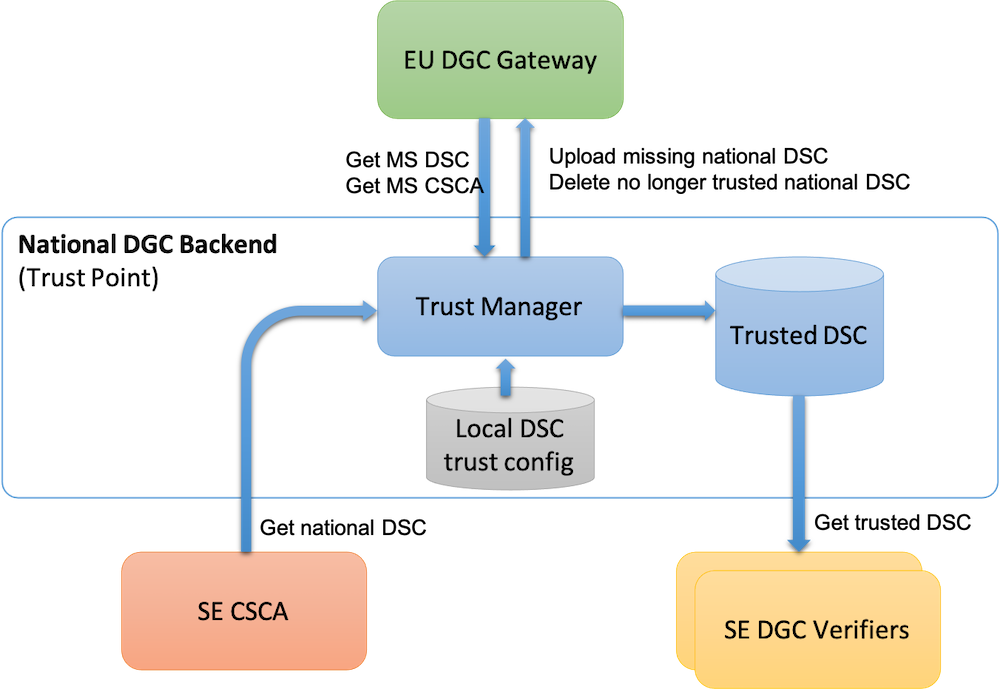 EU DGC Gateway
Get MS DSC
Get MS CSCA
Upload missing national DSC
Delete no longer trusted national DSC
National DGC Backend
(Trust Point)
Trust Manager
Trusted DSC
Local DSC
trust config
Get national DSC
Get trusted DSC
SE CSCA
SE DGC Verifiers